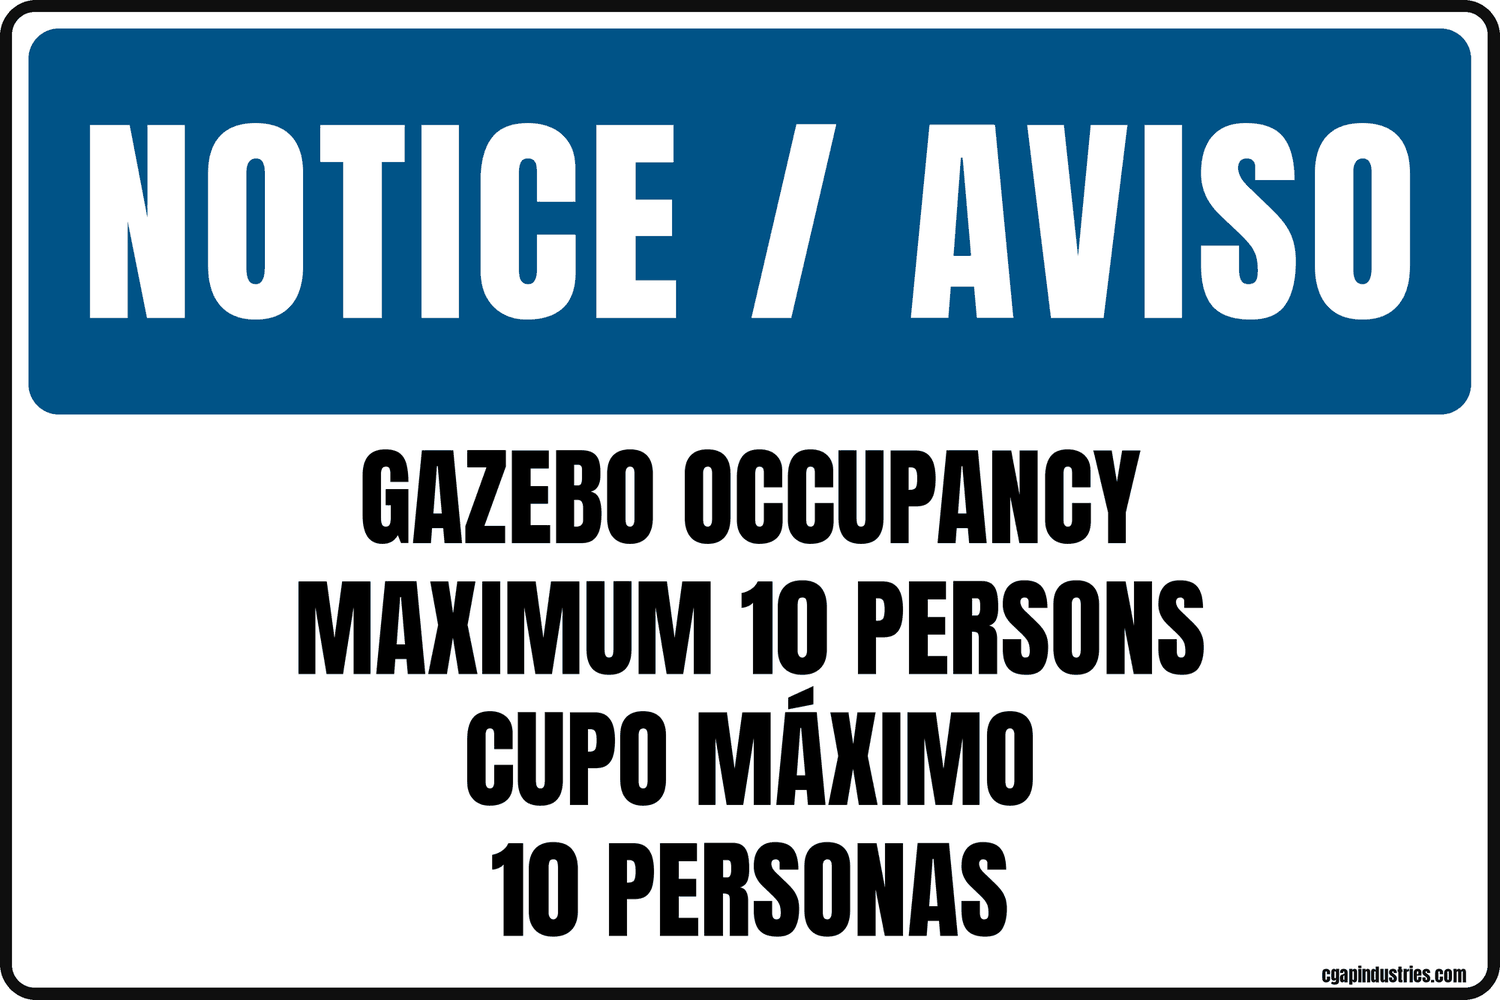 NOTICE / AVISO
GAZEBO OCCUPANCY
MAXIMUM 10 PERSONS
CUPO MÁXIMO
10 PERSONAS
cgapindustries.com